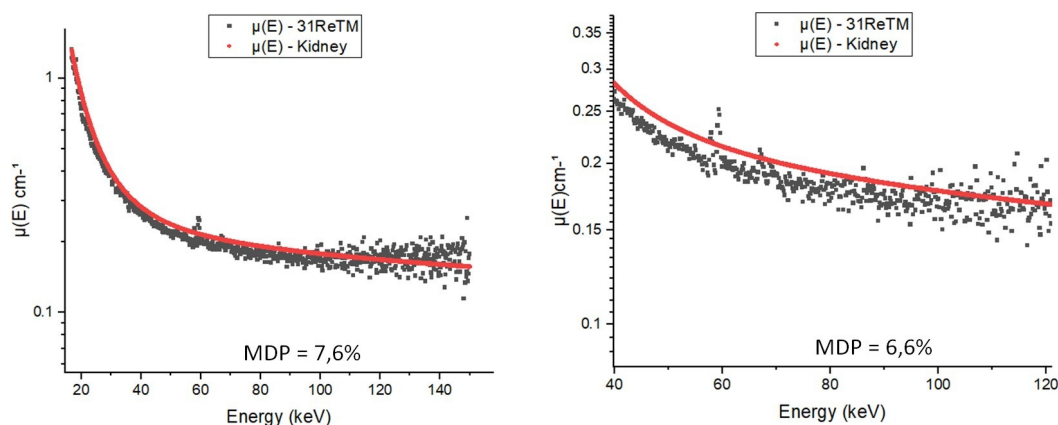 μ(E) - 31ReTM
μ(E) - Kidney
1
0.1
μ(E) cm⁻¹
20 40 60 80 100 120 140
Energy (keV)
MDP = 7,6%
μ(E) - 31ReTM
μ(E) - Kidney
0.35
0.3
0.25
0.2
0.15
0.1
μ(E)cm⁻¹
40 60 80 100 120
Energy (keV)
MDP = 6,6%